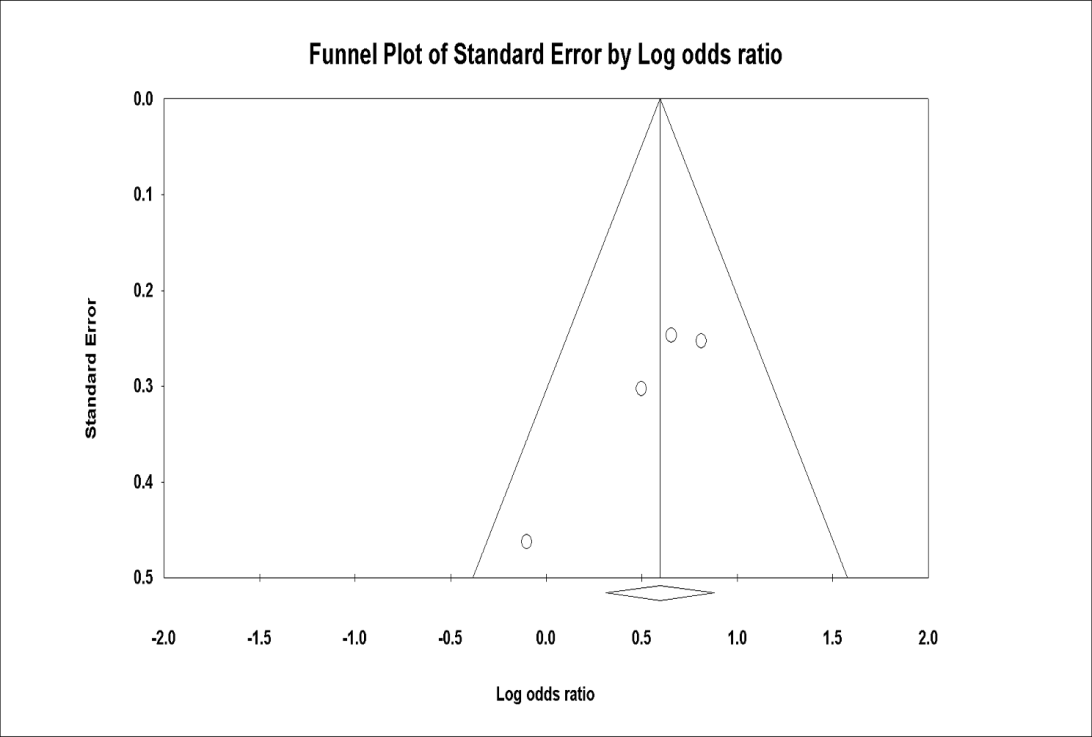 Funnel Plot of Standard Error by Log odds ratio
0.0
0.1
0.2
0.3
0.4
0.5
Standard Error
-2.0 -1.5 -1.0 -0.5 0.0 0.5 1.0 1.5 2.0
Log odds ratio